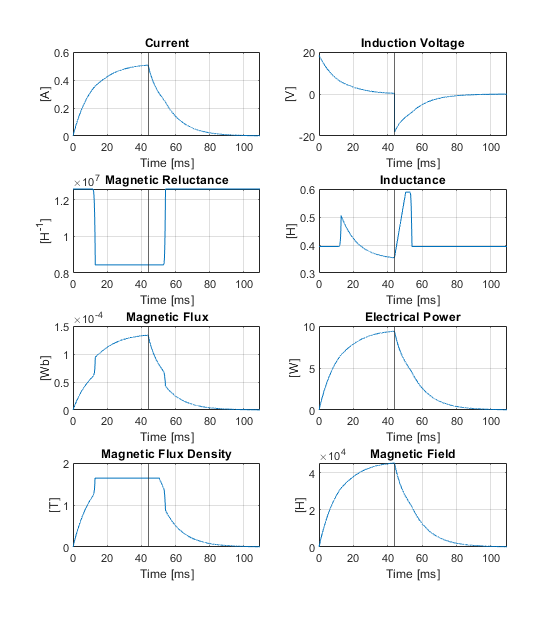 Current
[A]
0.6
0.4
0.2
0
0 20 40 60 80 100
Time [ms]
Induction Voltage
[V]
20
0
-20
0 20 40 60 80 100
Time [ms]
×10^7 Magnetic Reluctance
[H^-1]
1.2
1
0.8
0 20 40 60 80 100
Time [ms]
Inductance
[H]
0.6
0.5
0.4
0.3
0 20 40 60 80 100
Time [ms]
×10^-4 Magnetic Flux
[Wb]
1.5
1
0.5
0
0 20 40 60 80 100
Time [ms]
Electrical Power
[W]
10
5
0
0 20 40 60 80 100
Time [ms]
Magnetic Flux Density
[T]
2
1
0
0 20 40 60 80 100
Time [ms]
×10^4 Magnetic Field
[H]
4
2
0
0 20 40 60 80 100
Time [ms]